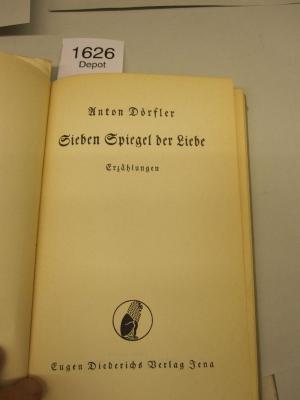 1626
Depot
Anton Dörfler
Sieben Spiegel der Liebe
Erzählungen
Eugen Diederichs Verlag Jena